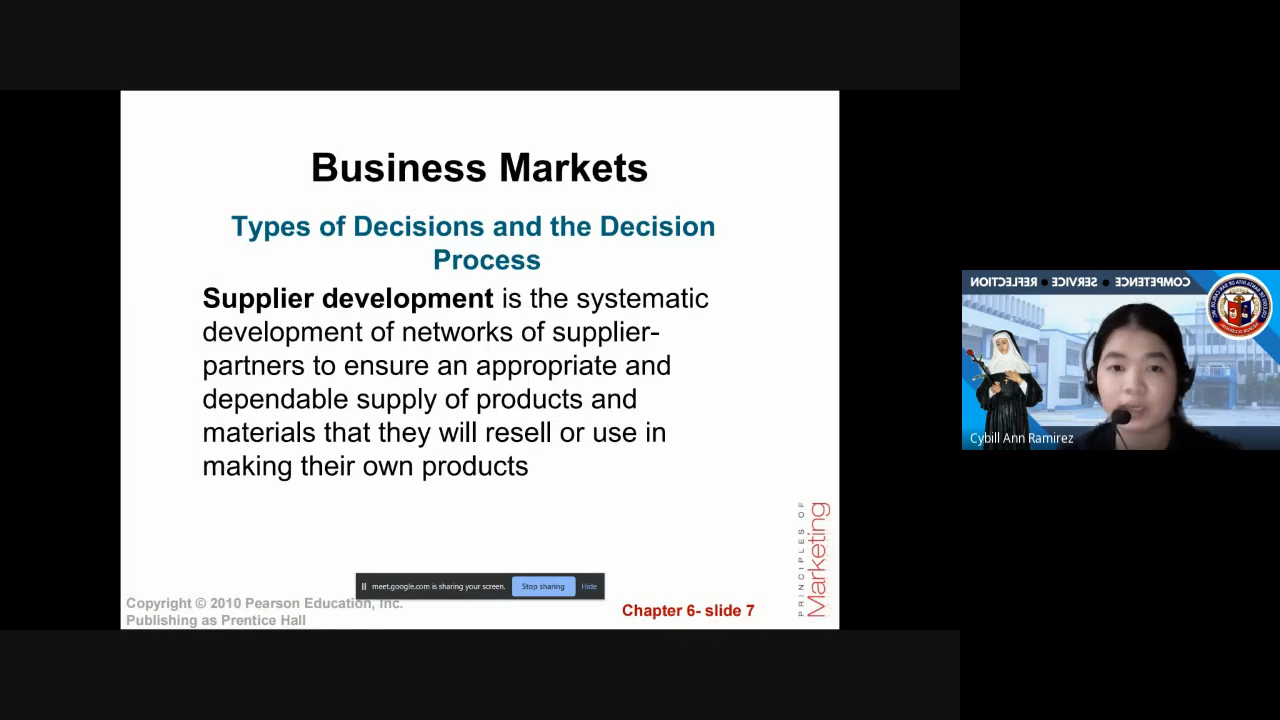 Business Markets
Types of Decisions and the Decision
Process
Supplier development is the systematic
development of networks of supplier-
partners to ensure an appropriate and
dependable supply of products and
materials that they will resell or use in
making their own products
PRINCIPLES OF
Marketing
meet.google.com is sharing your screen.
Stop sharing
Hide
Copyright © 2010 Pearson Education, Inc.
Publishing as Prentice Hall
Chapter 6- slide 7
COMPETENCE • SERVICE • REFLECTION
Cybill Ann Ramirez